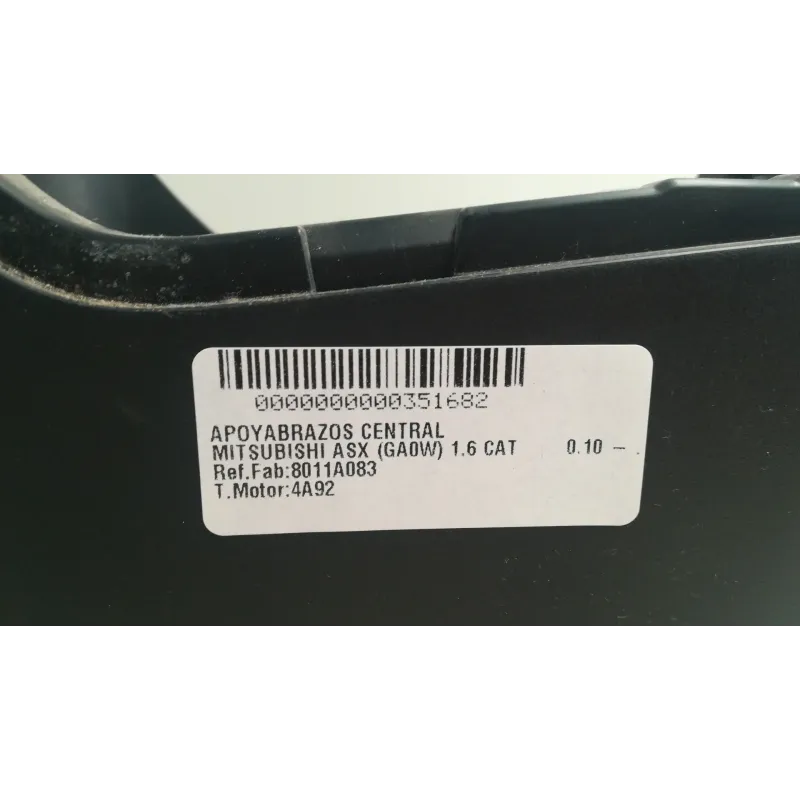 0000000000351682
APOYABRAZOS CENTRAL
MITSUBISHI ASX (GA0W) 1.6 CAT 0.10 -
Ref.Fab:8011A083
T.Motor:4A92